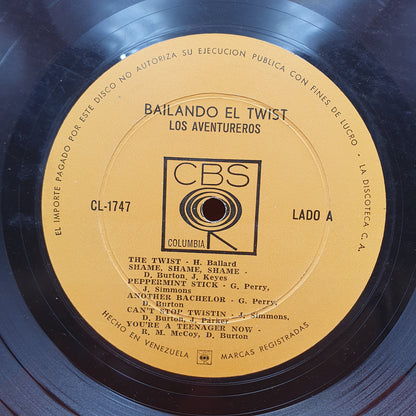 EL IMPORTE PAGADO POR ESTE DISCO NO AUTORIZA SU EJECUCION PUBLICA CON FINES DE LUCRO - LA DISCOTECA C. A.
BAILANDO EL TWiST
LOS AVENTUREROS
CBS
CL-1747
LADO A
COLUMBIA
THE TWIST - H. Ballard
SHAME, SHAME, SHAME -
D. Burton, J. Keyes
PEPPERMINT STICK - G. Perry,
J. Simmons
ANOTHER BACHELOR - G. Perry,
D. Burton
CAN'T STOP TWISTIN - J. Simmons,
D. Burton, J. Parker
YOU'RE A TEENAGER NOW -
R. M. McCoy, D. Burton
HECHO EN VENEZUELA MARCAS REGISTRADAS